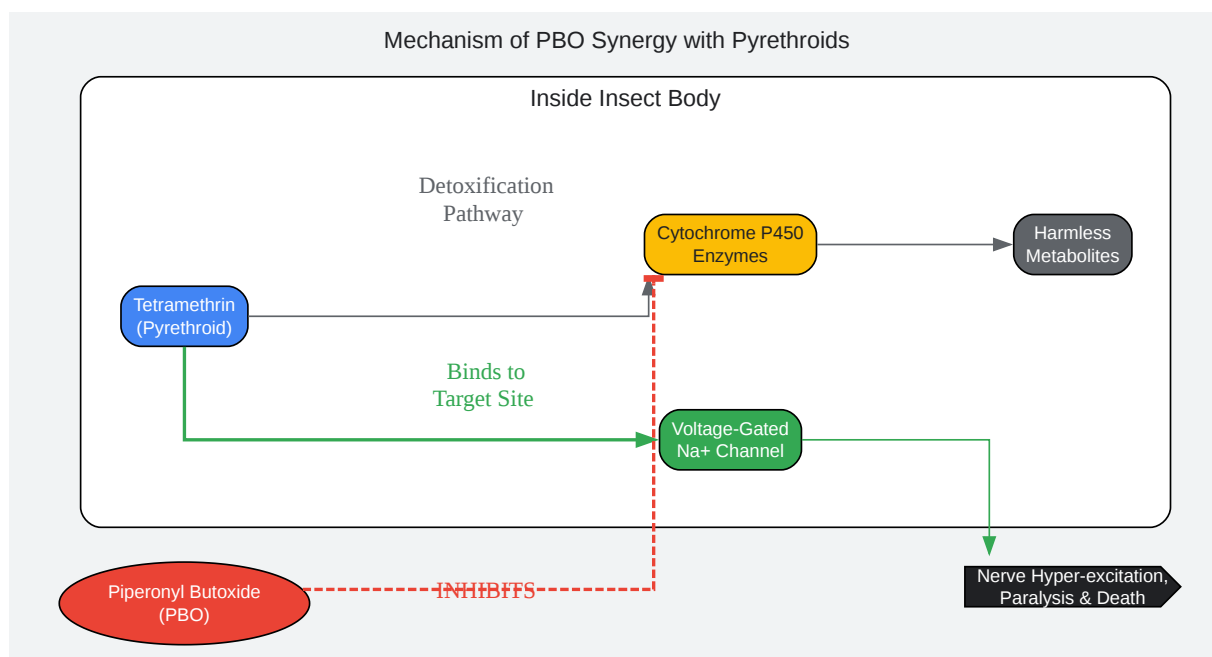 Mechanism of PBO Synergy with Pyrethroids
Inside Insect Body
Detoxification
Pathway
Cytochrome P450
Enzymes
Harmless
Metabolites
Tetramethrin
(Pyrethroid)
Binds to
Target Site
Voltage-Gated
Na+ Channel
Piperonyl Butoxide
(PBO)
INHIBITS
Nerve Hyper-excitation,
Paralysis & Death